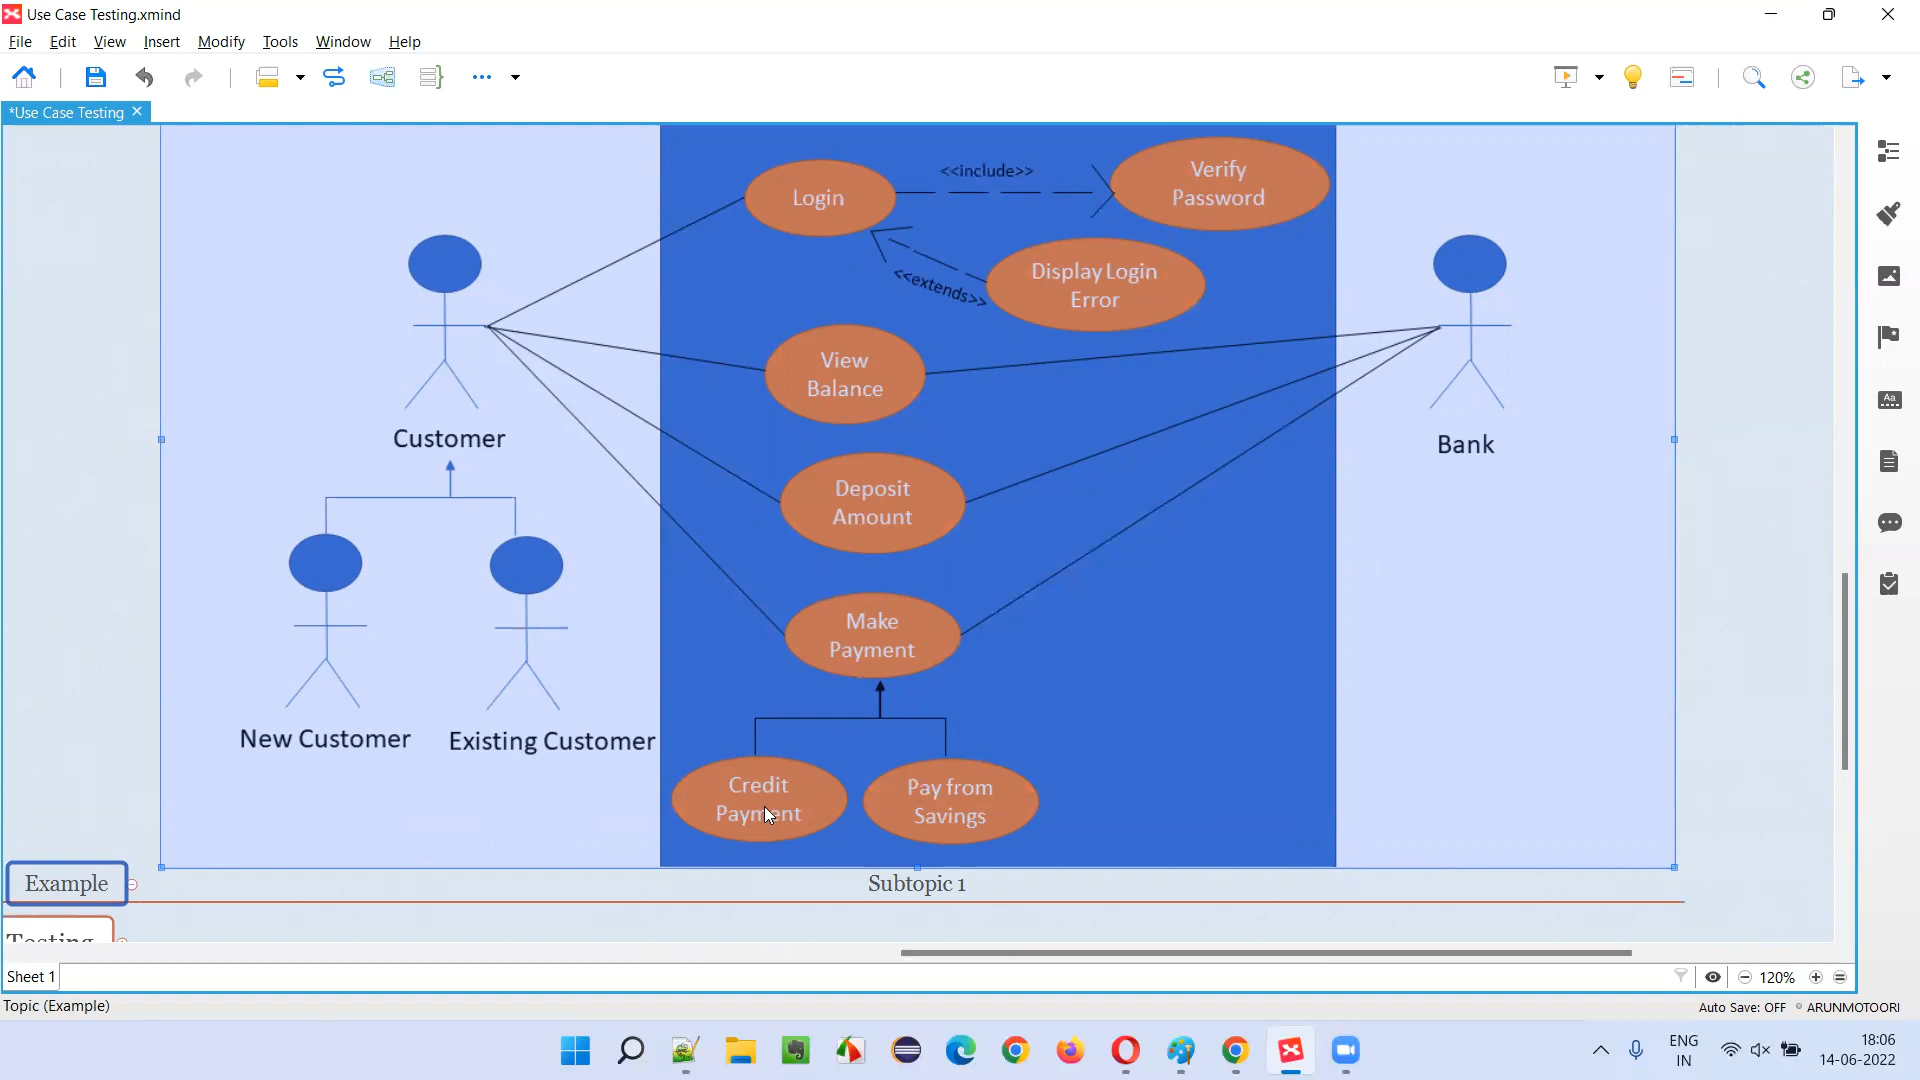 Use Case Testing.xmind
File Edit View Insert Modify Tools Window Help
*Use Case Testing
<<include>>
Login
Verify
Password
Display Login
Error
<<extends>>
View
Balance
Customer
Bank
Deposit
Amount
Make
Payment
New Customer
Existing Customer
Credit
Payment
Pay from
Savings
Example
Subtopic 1
Testing
Sheet 1
120%
Topic (Example)
Auto Save: OFF
ARUNMOTOORI
ENG
IN
18:06
14-06-2022